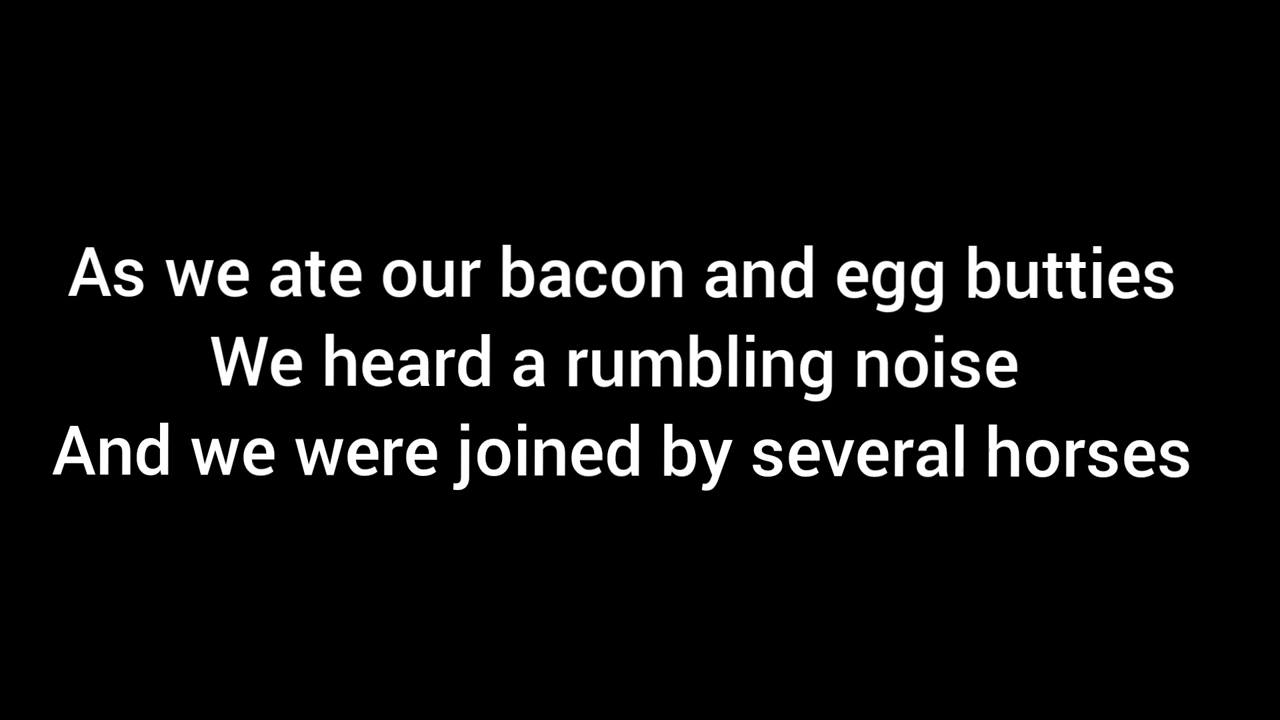 As we ate our bacon and egg butties
We heard a rumbling noise
And we were joined by several horses